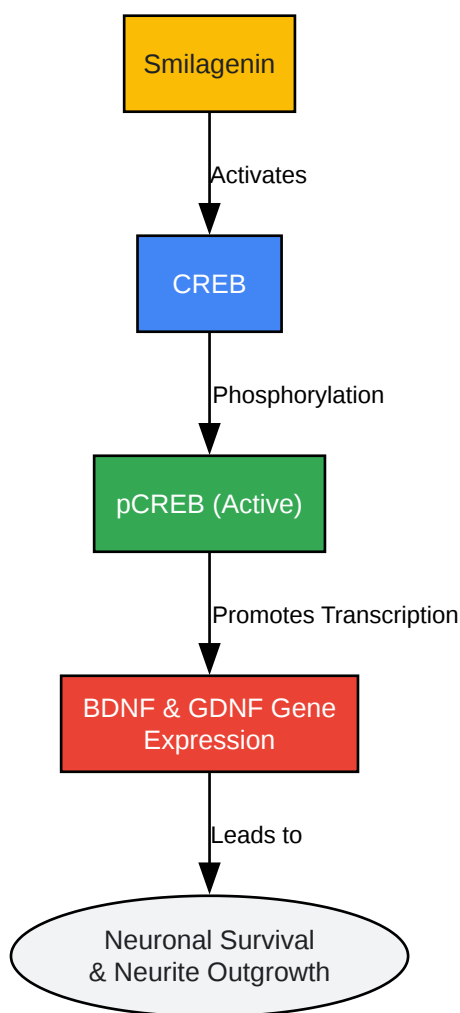 Smilagenin
Activates
CREB
Phosphorylation
pCREB (Active)
Promotes Transcription
BDNF & GDNF Gene
Expression
Leads to
Neuronal Survival
& Neurite Outgrowth